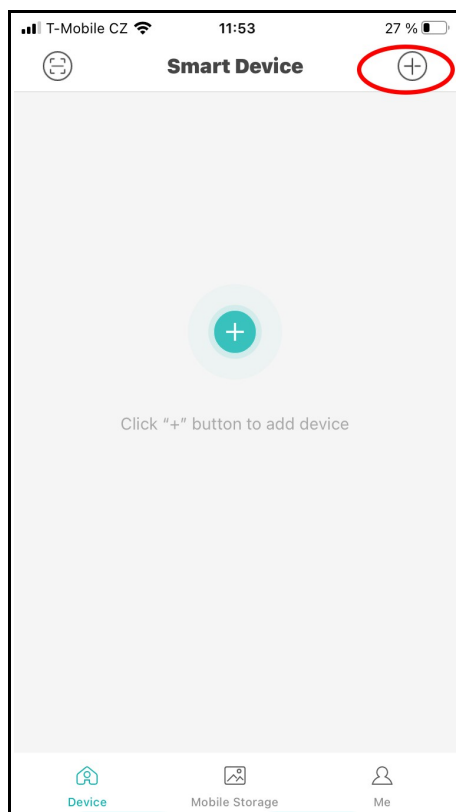 T-Mobile CZ 11:53 27 %
Smart Device
Click “+” button to add device
Device Mobile Storage Me